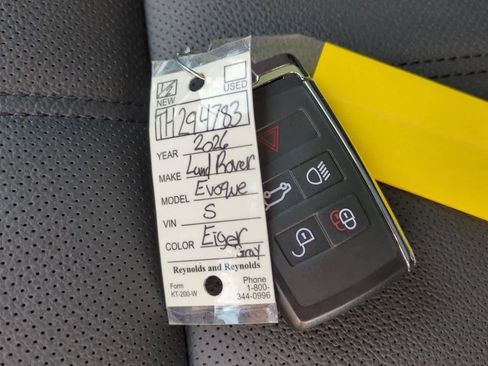 NEW
USED
TH294783
YEAR 2026
MAKE Land Rover
MODEL Evoque
VIN S
COLOR Eiger
Gray
Reynolds and Reynolds
Form
KT-200-W
Phone
1-800-
344-0996